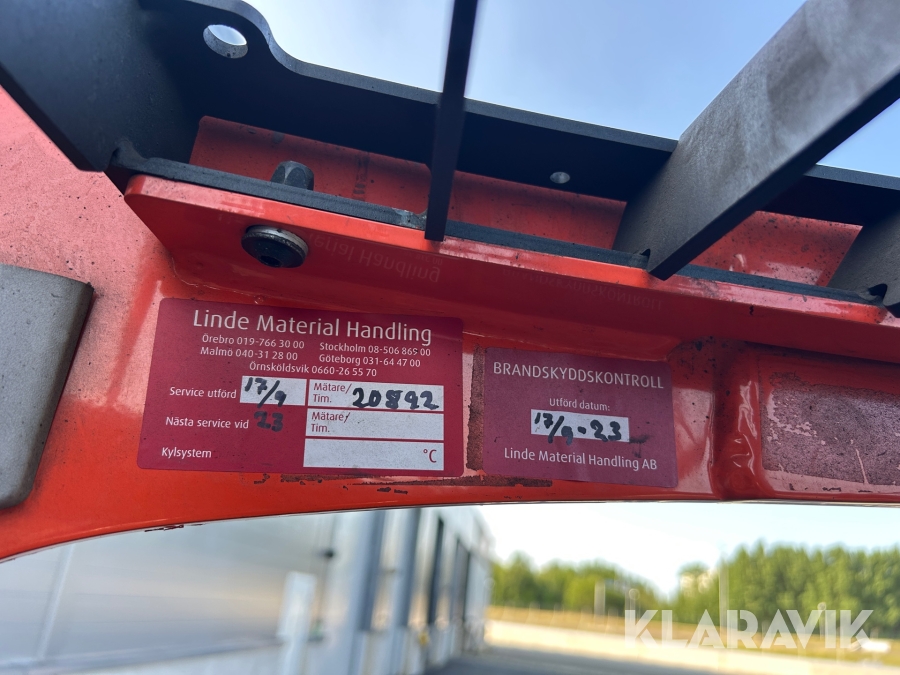 Linde Material Handling
Örebro 019-766 30 00 Stockholm 08-506 865 00
Malmö 040-31 28 00 Göteborg 031-64 47 00
Örnsköldsvik 0660-26 55 70
Service utförd 17/9 Mätare/Tim. 20842
Nästa service vid 23 Mätare/Tim.
Kylsystem °C
BRANDSKYDDSKONTROLL
Utförd datum:
17/9-23
Linde Material Handling AB
KLARAVIK